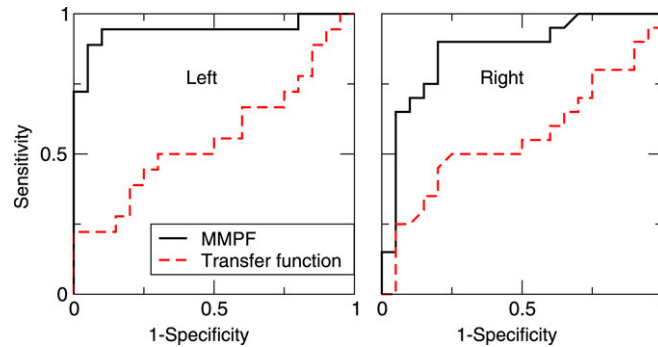 1
Left
Right
Sensitivity
0.5
MMPF
Transfer function
0
0 0.5 1 0 0.5
1-Specificity 1-Specificity